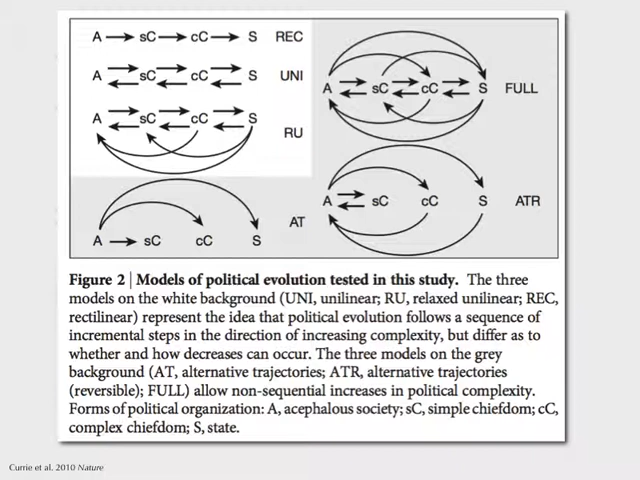 A sC cC S REC
A sC cC S UNI
A sC cC S
RU
A sC cC S
AT
A sC cC S FULL
A sC cC S ATR
Figure 2 | Models of political evolution tested in this study. The three
models on the white background (UNI, unilinear; RU, relaxed unilinear; REC,
rectilinear) represent the idea that political evolution follows a sequence of
incremental steps in the direction of increasing complexity, but differ as to
whether and how decreases can occur. The three models on the grey
background (AT, alternative trajectories; ATR, alternative trajectories
(reversible); FULL) allow non-sequential increases in political complexity.
Forms of political organization: A, acephalous society; sC, simple chiefdom; cC,
complex chiefdom; S, state.
Currie et al. 2010 Nature